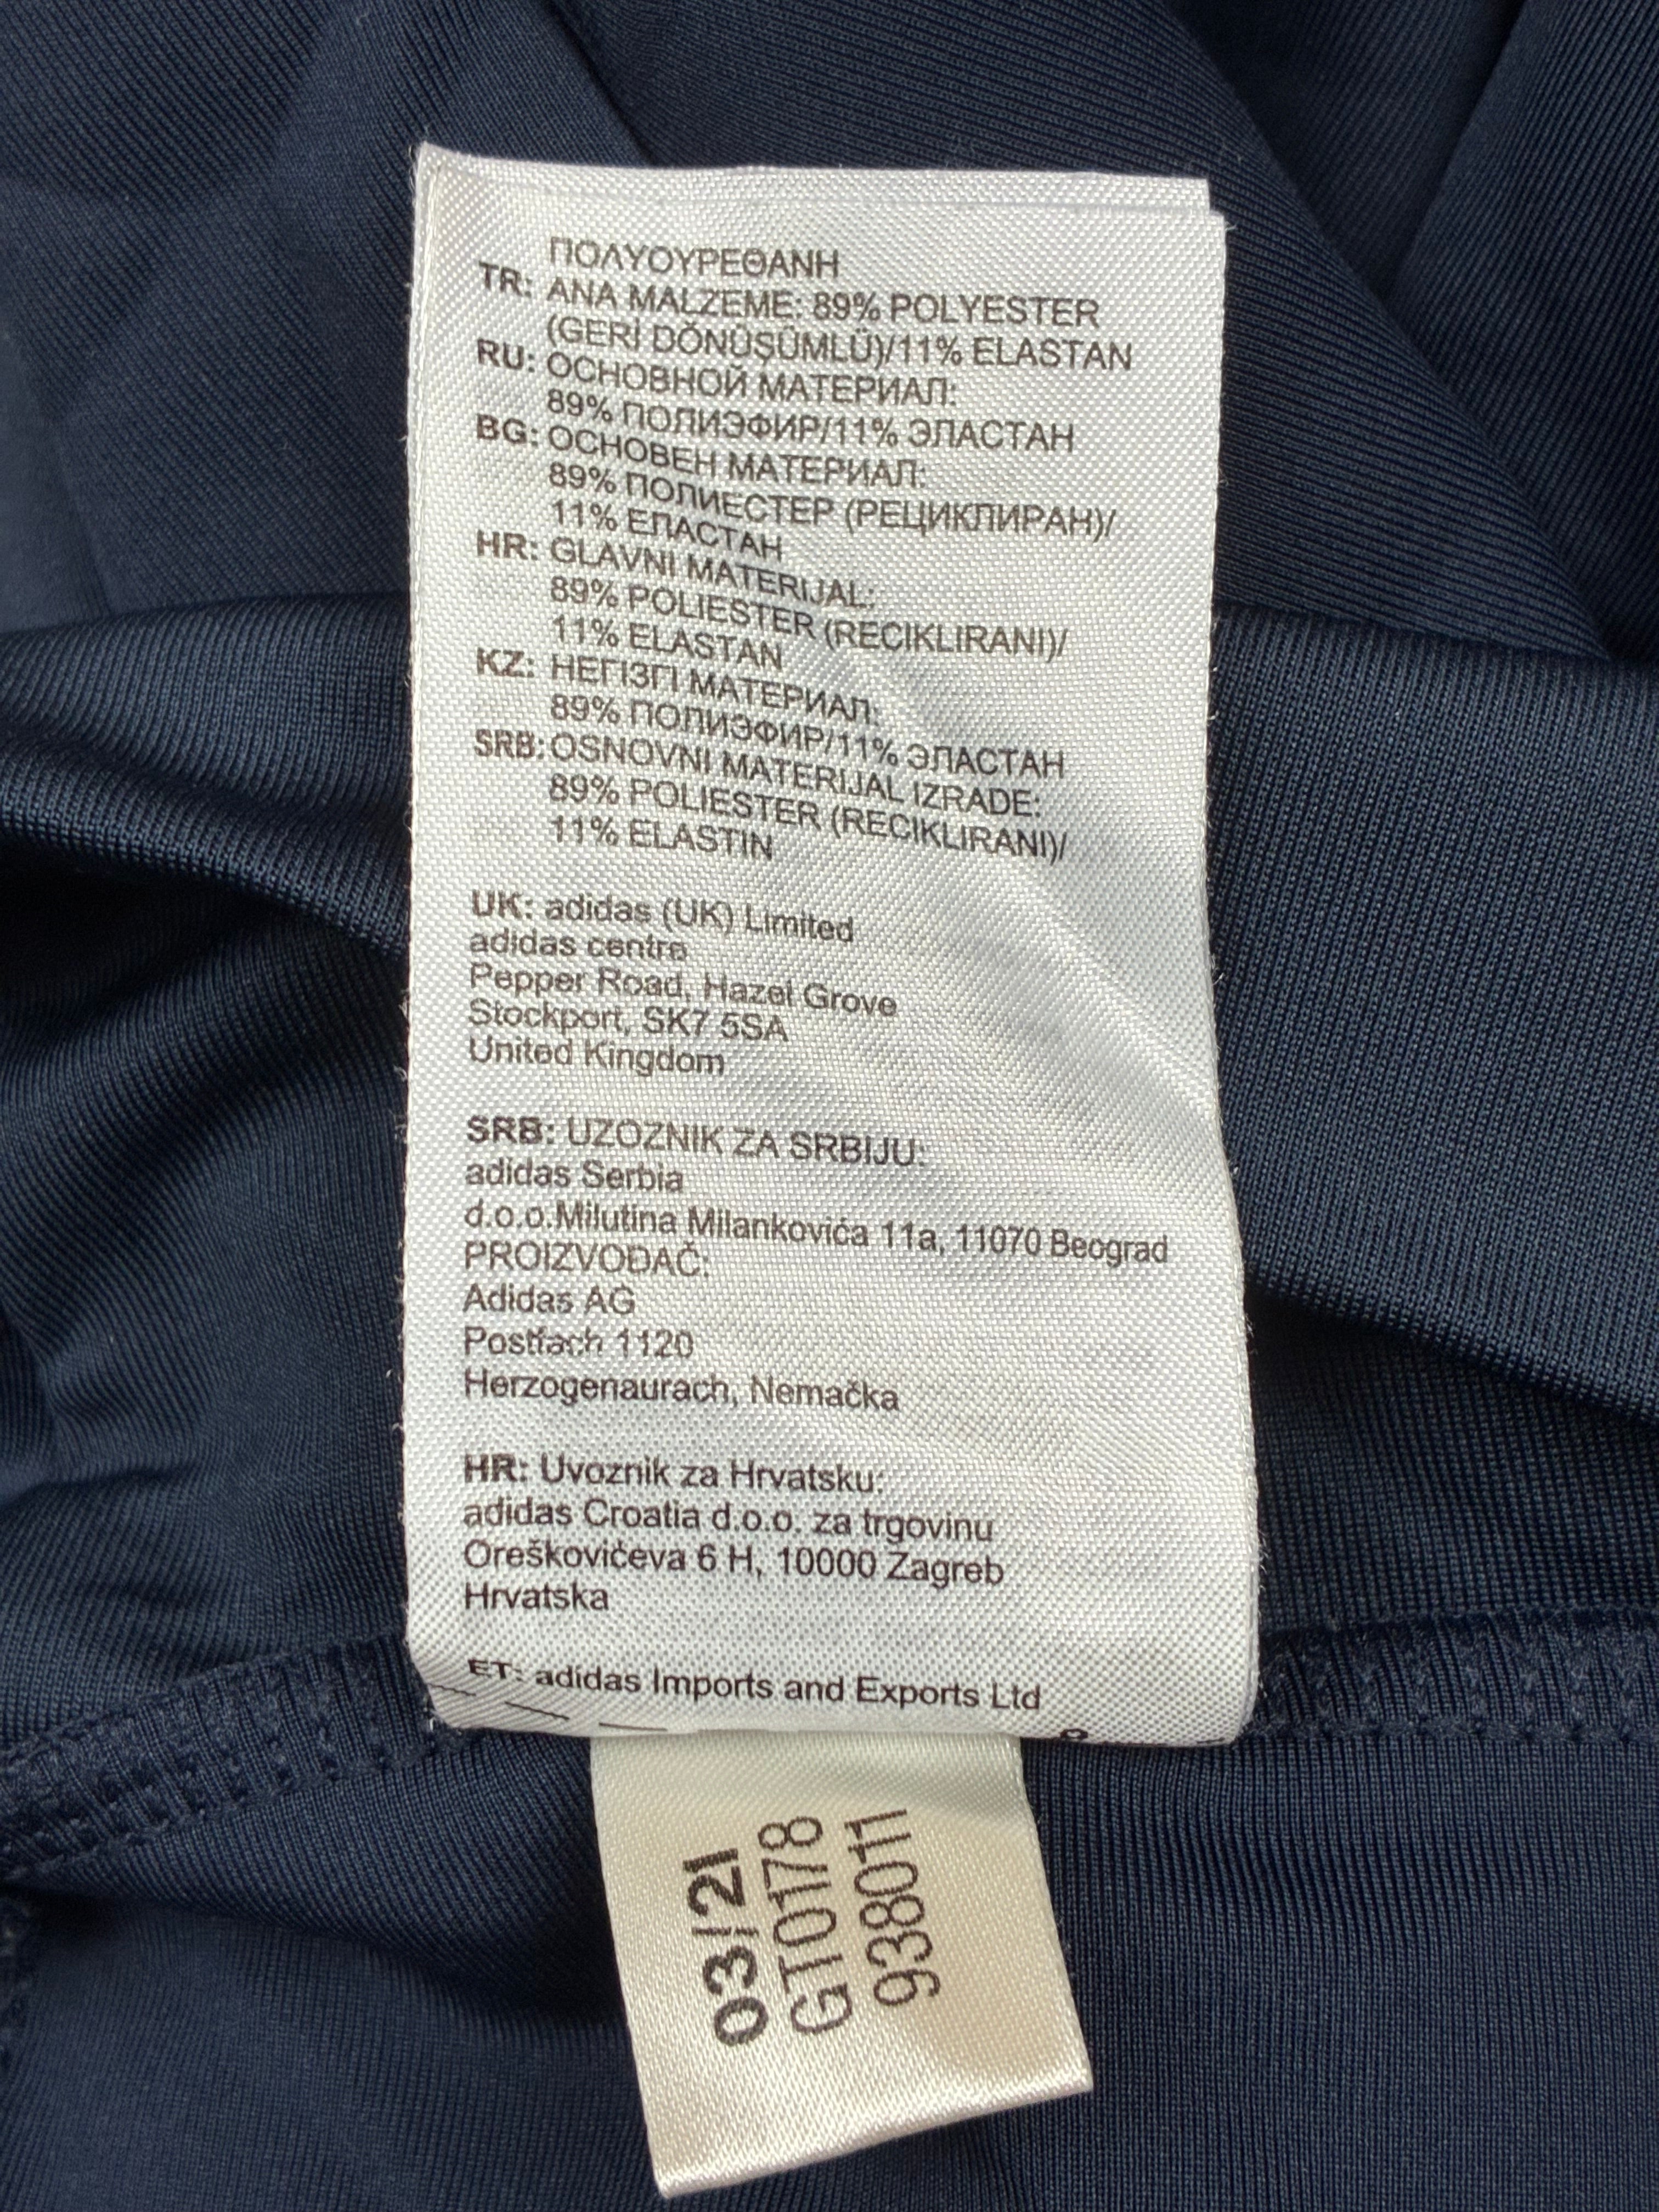 ΠΟΛΥΟΥΡΕΘΑΝΗ
TR: ANA MALZEME: 89% POLYESTER
(GERİ DÖNÜŞÜMLÜ)/11% ELASTAN
RU: ОСНОВНОЙ МАТЕРИАЛ:
89% ПОЛИЭФИР/11% ЭЛАСТАН
BG: ОСНОВЕН МАТЕРИАЛ:
89% ПОЛИЕСТЕР (РЕЦИКЛИРАН)/
11% ЕЛАСТАН
HR: GLAVNI MATERIJAL:
89% POLIESTER (RECIKLIRANI)/
11% ELASTAN
KZ: НЕГІЗГІ МАТЕРИАЛ:
89% ПОЛИЭФИР/11% ЭЛАСТАН
SRB: OSNOVNI MATERIJAL IZRADE:
89% POLIESTER (RECIKLIRANI)/
11% ELASTIN
UK: adidas (UK) Limited
adidas centre
Pepper Road, Hazel Grove
Stockport, SK7 5SA
United Kingdom
SRB: UZOZNIK ZA SRBIJU:
adidas Serbia
d.o.o.Milutina Milankovića 11a, 11070 Beograd
PROIZVOĐAČ:
Adidas AG
Postfach 1120
Herzogenaurach, Nemačka
HR: Uvoznik za Hrvatsku:
adidas Croatia d.o.o. za trgovinu
Oreškovićeva 6 H, 10000 Zagreb
Hrvatska
ET: adidas Imports and Exports Ltd
03/21
GT0178
938011